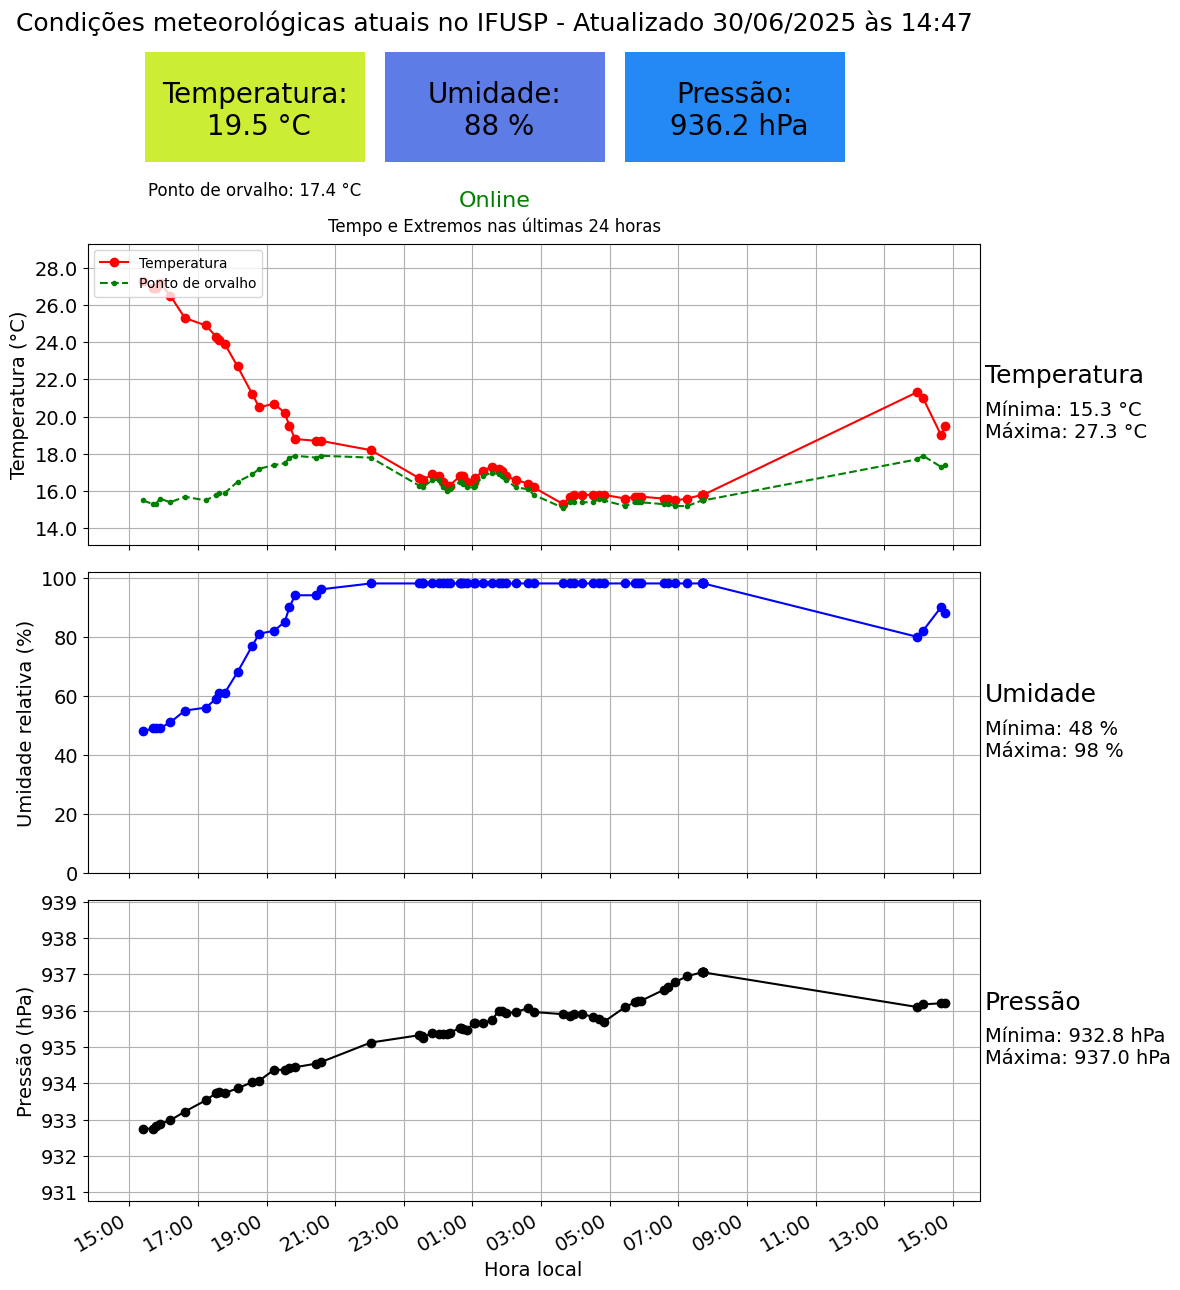 Condições meteorológicas atuais no IFUSP - Atualizado 30/06/2025 às 14:47
Temperatura:
19.5 °C
Umidade:
88 %
Pressão:
936.2 hPa
Ponto de orvalho: 17.4 °C
Online
Tempo e Extremos nas últimas 24 horas
Temperatura
Ponto de orvalho
Temperatura (°C)
28.0
26.0
24.0
22.0
20.0
18.0
16.0
14.0
Temperatura
Mínima: 15.3 °C
Máxima: 27.3 °C
Umidade relativa (%)
100
80
60
40
20
0
Umidade
Mínima: 48 %
Máxima: 98 %
Pressão (hPa)
939
938
937
936
935
934
933
932
931
Pressão
Mínima: 932.8 hPa
Máxima: 937.0 hPa
15:00 17:00 19:00 21:00 23:00 01:00 03:00 05:00 07:00 09:00 11:00 13:00 15:00
Hora local